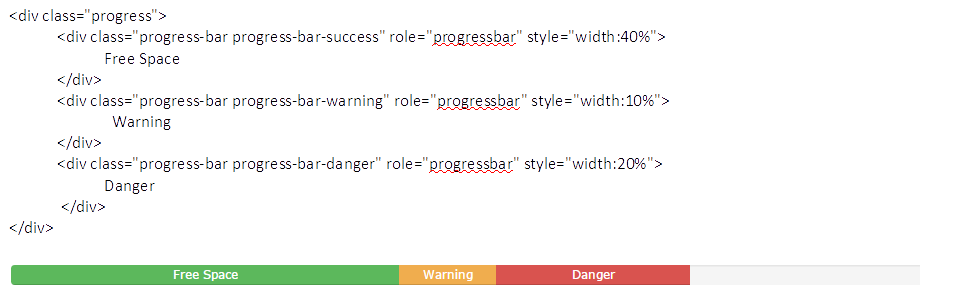 <div class="progress">
<div class="progress-bar progress-bar-success" role="progressbar" style="width:40%">
Free Space
</div>
<div class="progress-bar progress-bar-warning" role="progressbar" style="width:10%">
Warning
</div>
<div class="progress-bar progress-bar-danger" role="progressbar" style="width:20%">
Danger
</div>
</div>
Free Space Warning Danger